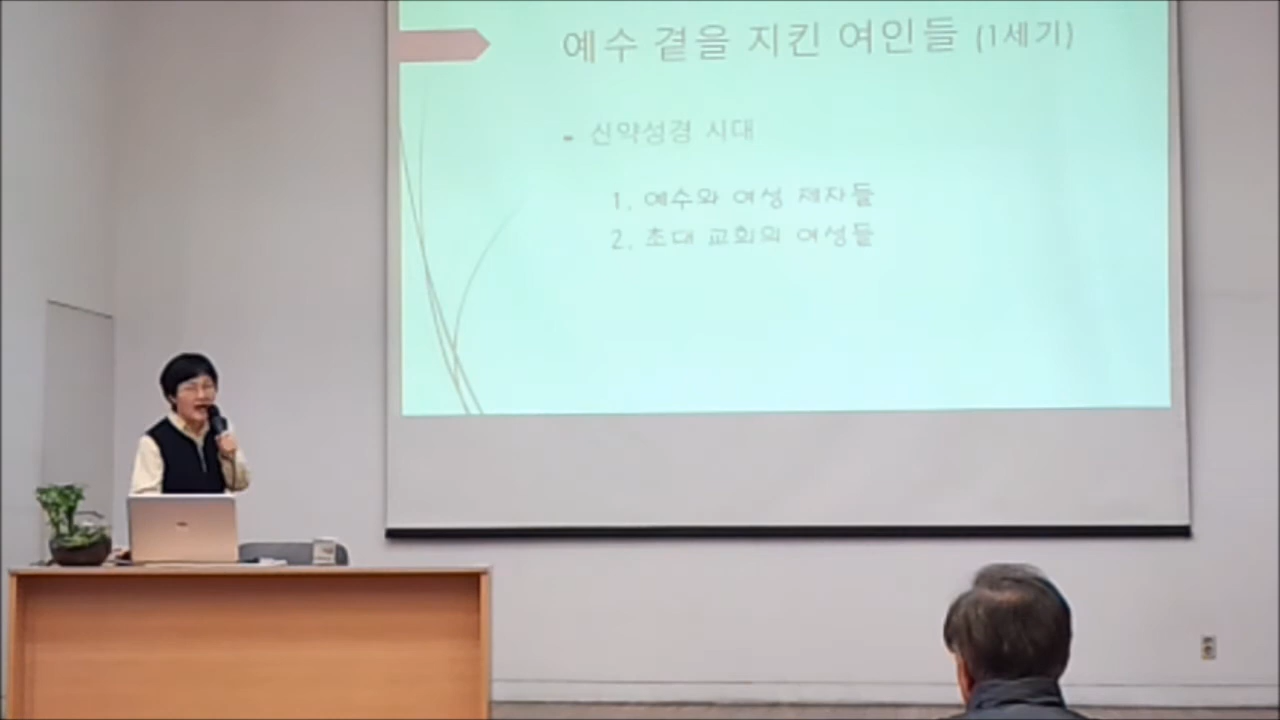 예수 곁을 지킨 여인들 (1세기)
- 신약성경 시대
1. 예수와 여성 제자들
2. 초대 교회의 여성들